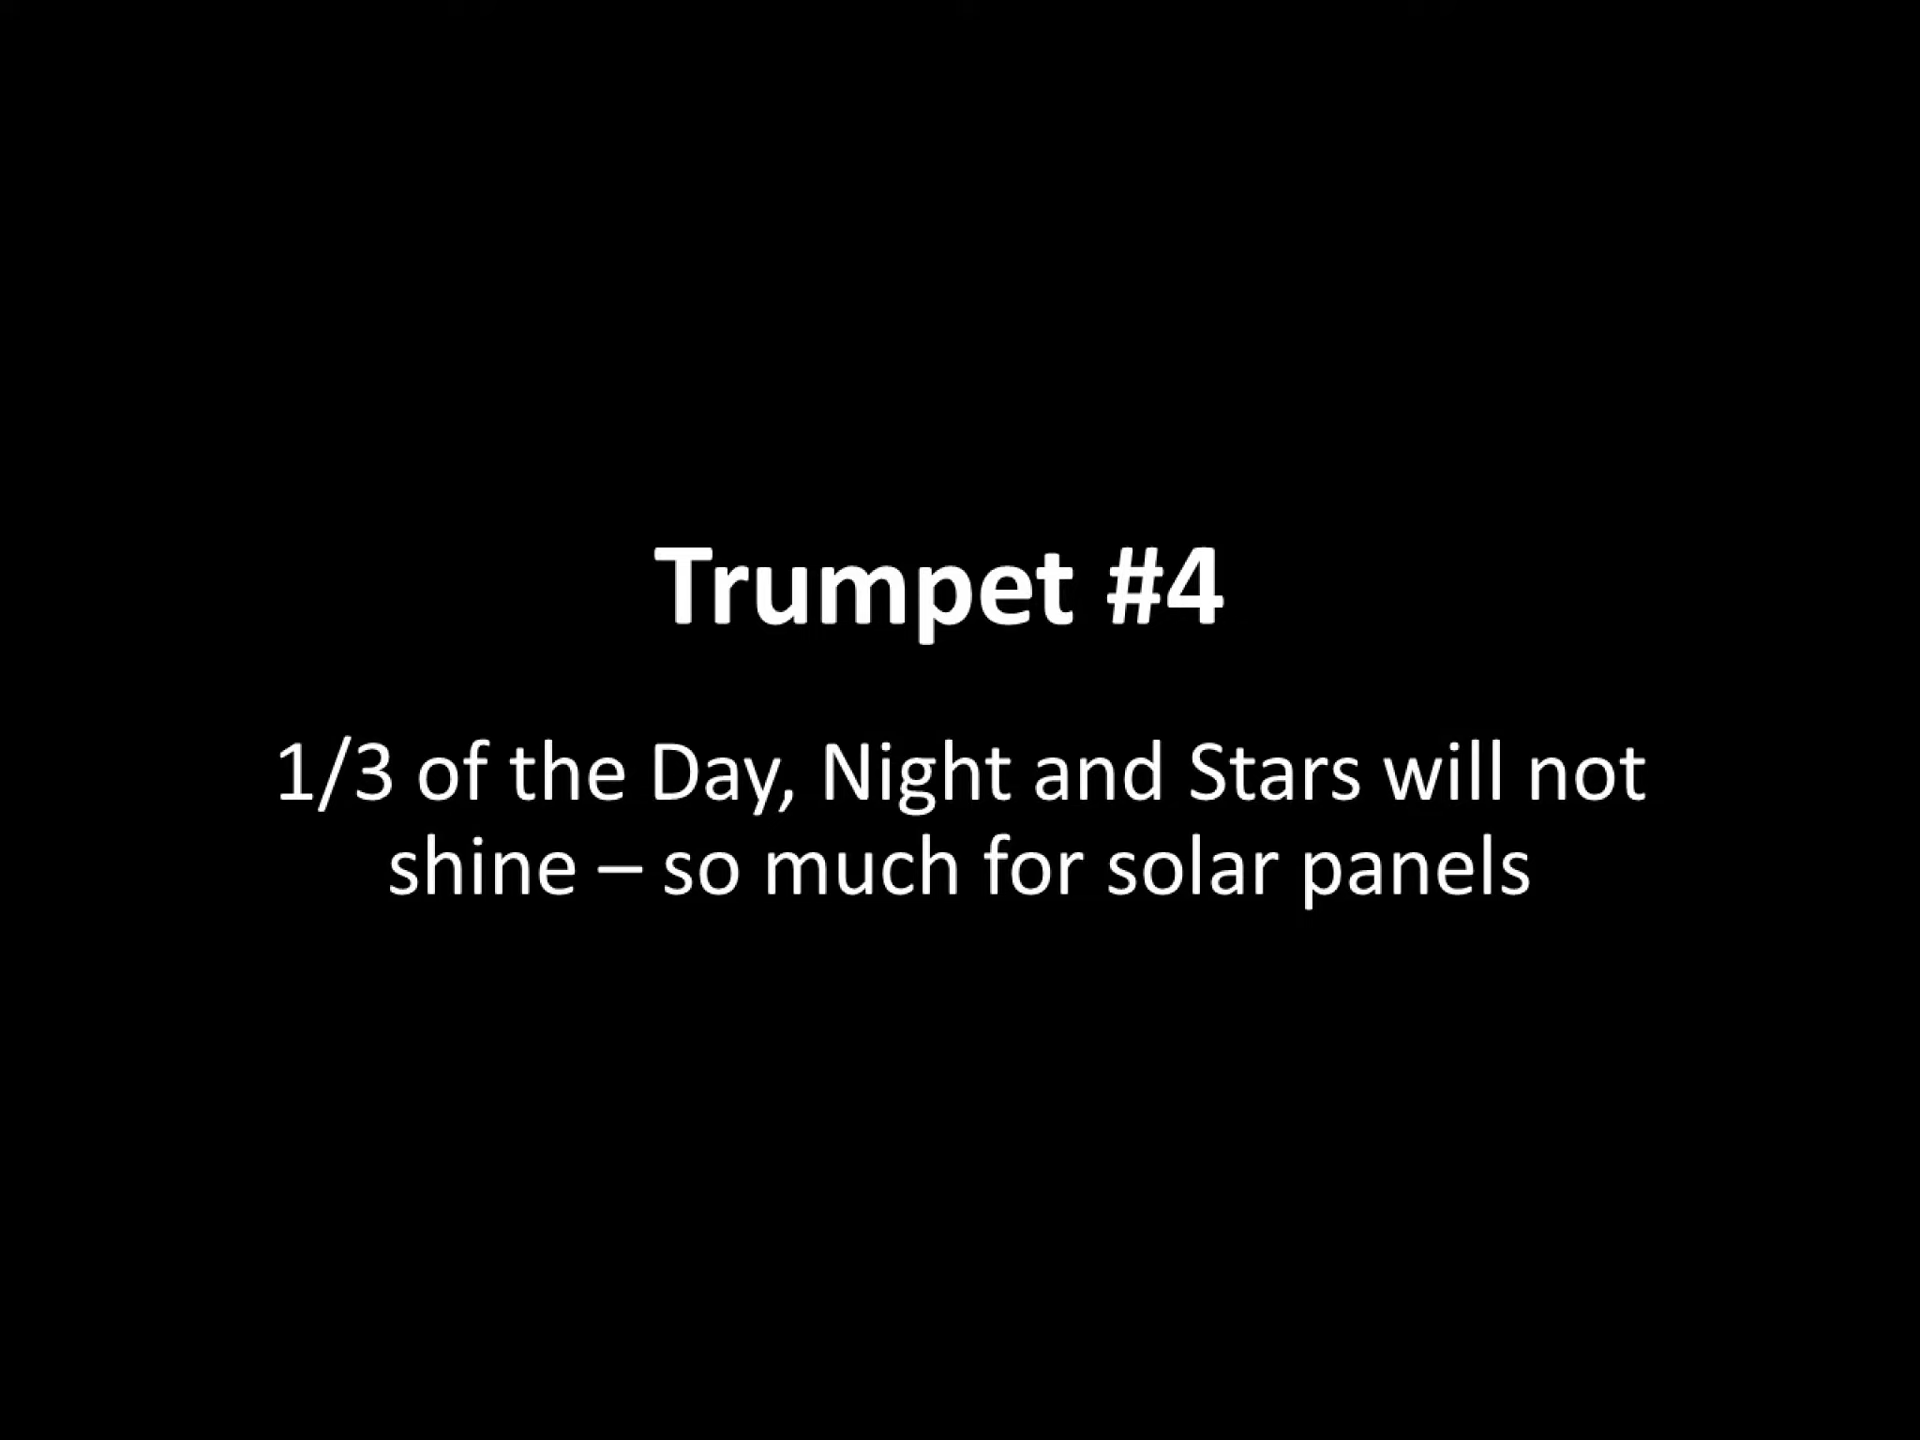 Trumpet #4
1/3 of the Day, Night and Stars will not
shine – so much for solar panels